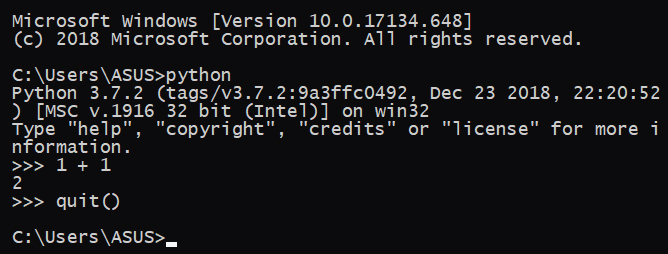 Microsoft Windows [Version 10.0.17134.648]
(c) 2018 Microsoft Corporation. All rights reserved.
C:\Users\ASUS>python
Python 3.7.2 (tags/v3.7.2:9a3ffc0492, Dec 23 2018, 22:20:52
) [MSC v.1916 32 bit (Intel)] on win32
Type "help", "copyright", "credits" or "license" for more i
nformation.
>>> 1 + 1
2
>>> quit()
C:\Users\ASUS>